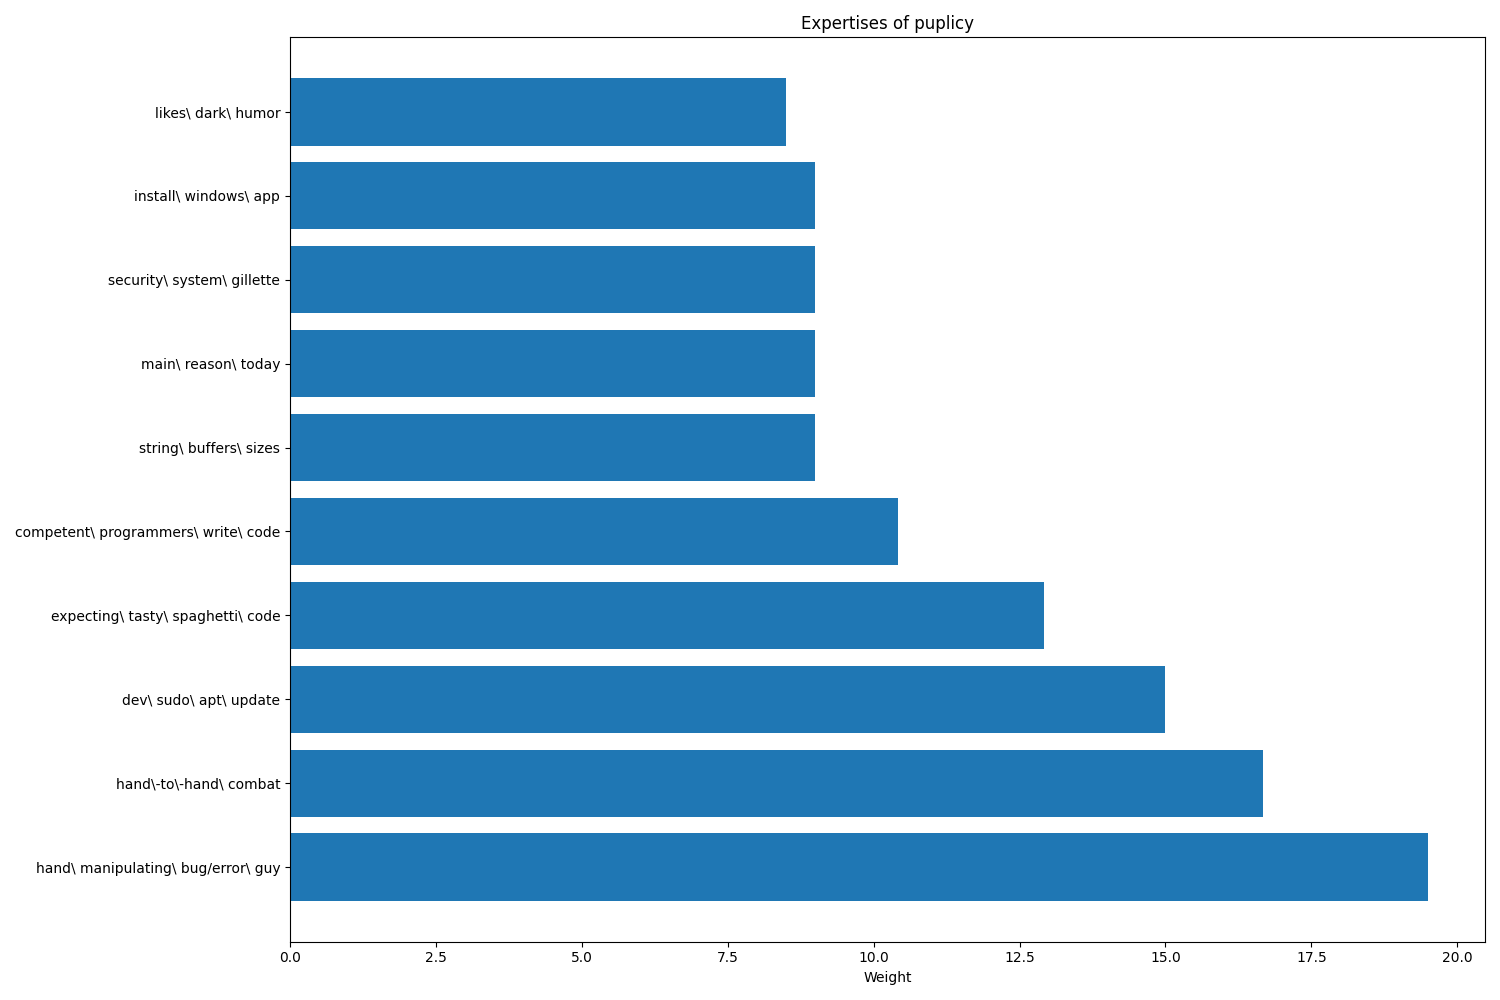 Expertises of puplicy
likes\ dark\ humor
install\ windows\ app
security\ system\ gillette
main\ reason\ today
string\ buffers\ sizes
competent\ programmers\ write\ code
expecting\ tasty\ spaghetti\ code
dev\ sudo\ apt\ update
hand\-to\-hand\ combat
hand\ manipulating\ bug/error\ guy
0.0 2.5 5.0 7.5 10.0 12.5 15.0 17.5 20.0
Weight